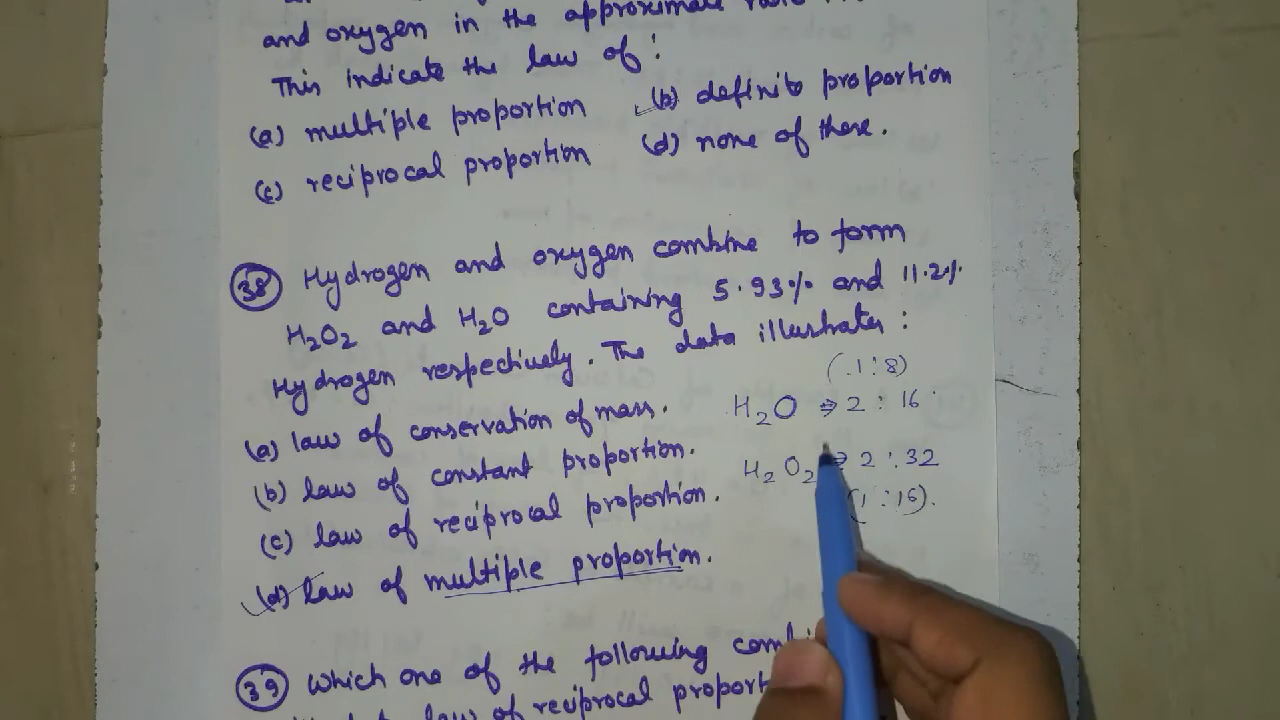 and oxygen in the approximate
This indicate the law of :
(a) multiple proportion (b) definite proportion
(c) reciprocal proportion (d) none of these.
38 Hydrogen and oxygen combine to form
H2O2 and H2O containing 5.93% and 11.2%
Hydrogen respectively. The data illustrates :
(a) law of conservation of mass.
(b) law of constant proportion.
(c) law of reciprocal proportion.
(d) law of multiple proportion.
(1:8)
H2O ⇒ 2 : 16
H2O2 ⇒ 2 : 32
(1 : 16).
39 Which one of the following
law of reciprocal